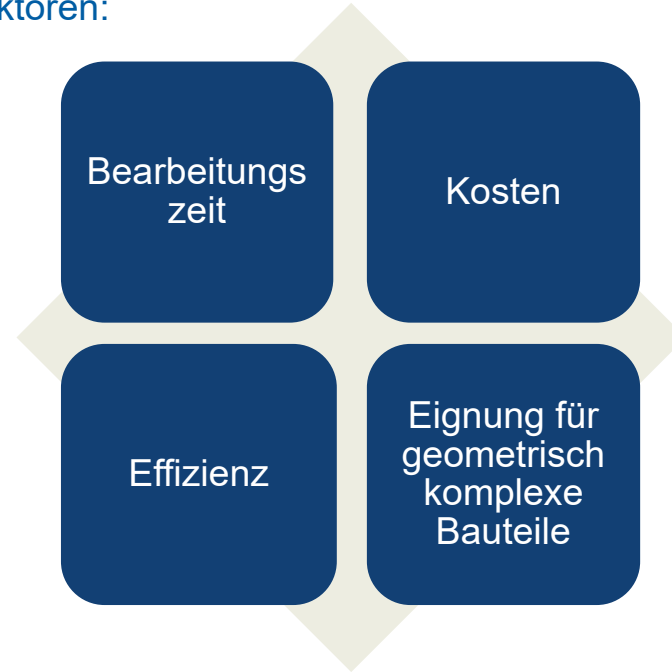 ktoren:
Bearbeitungs
zeit
Kosten
Effizienz
Eignung für
geometrisch
komplexe
Bauteile